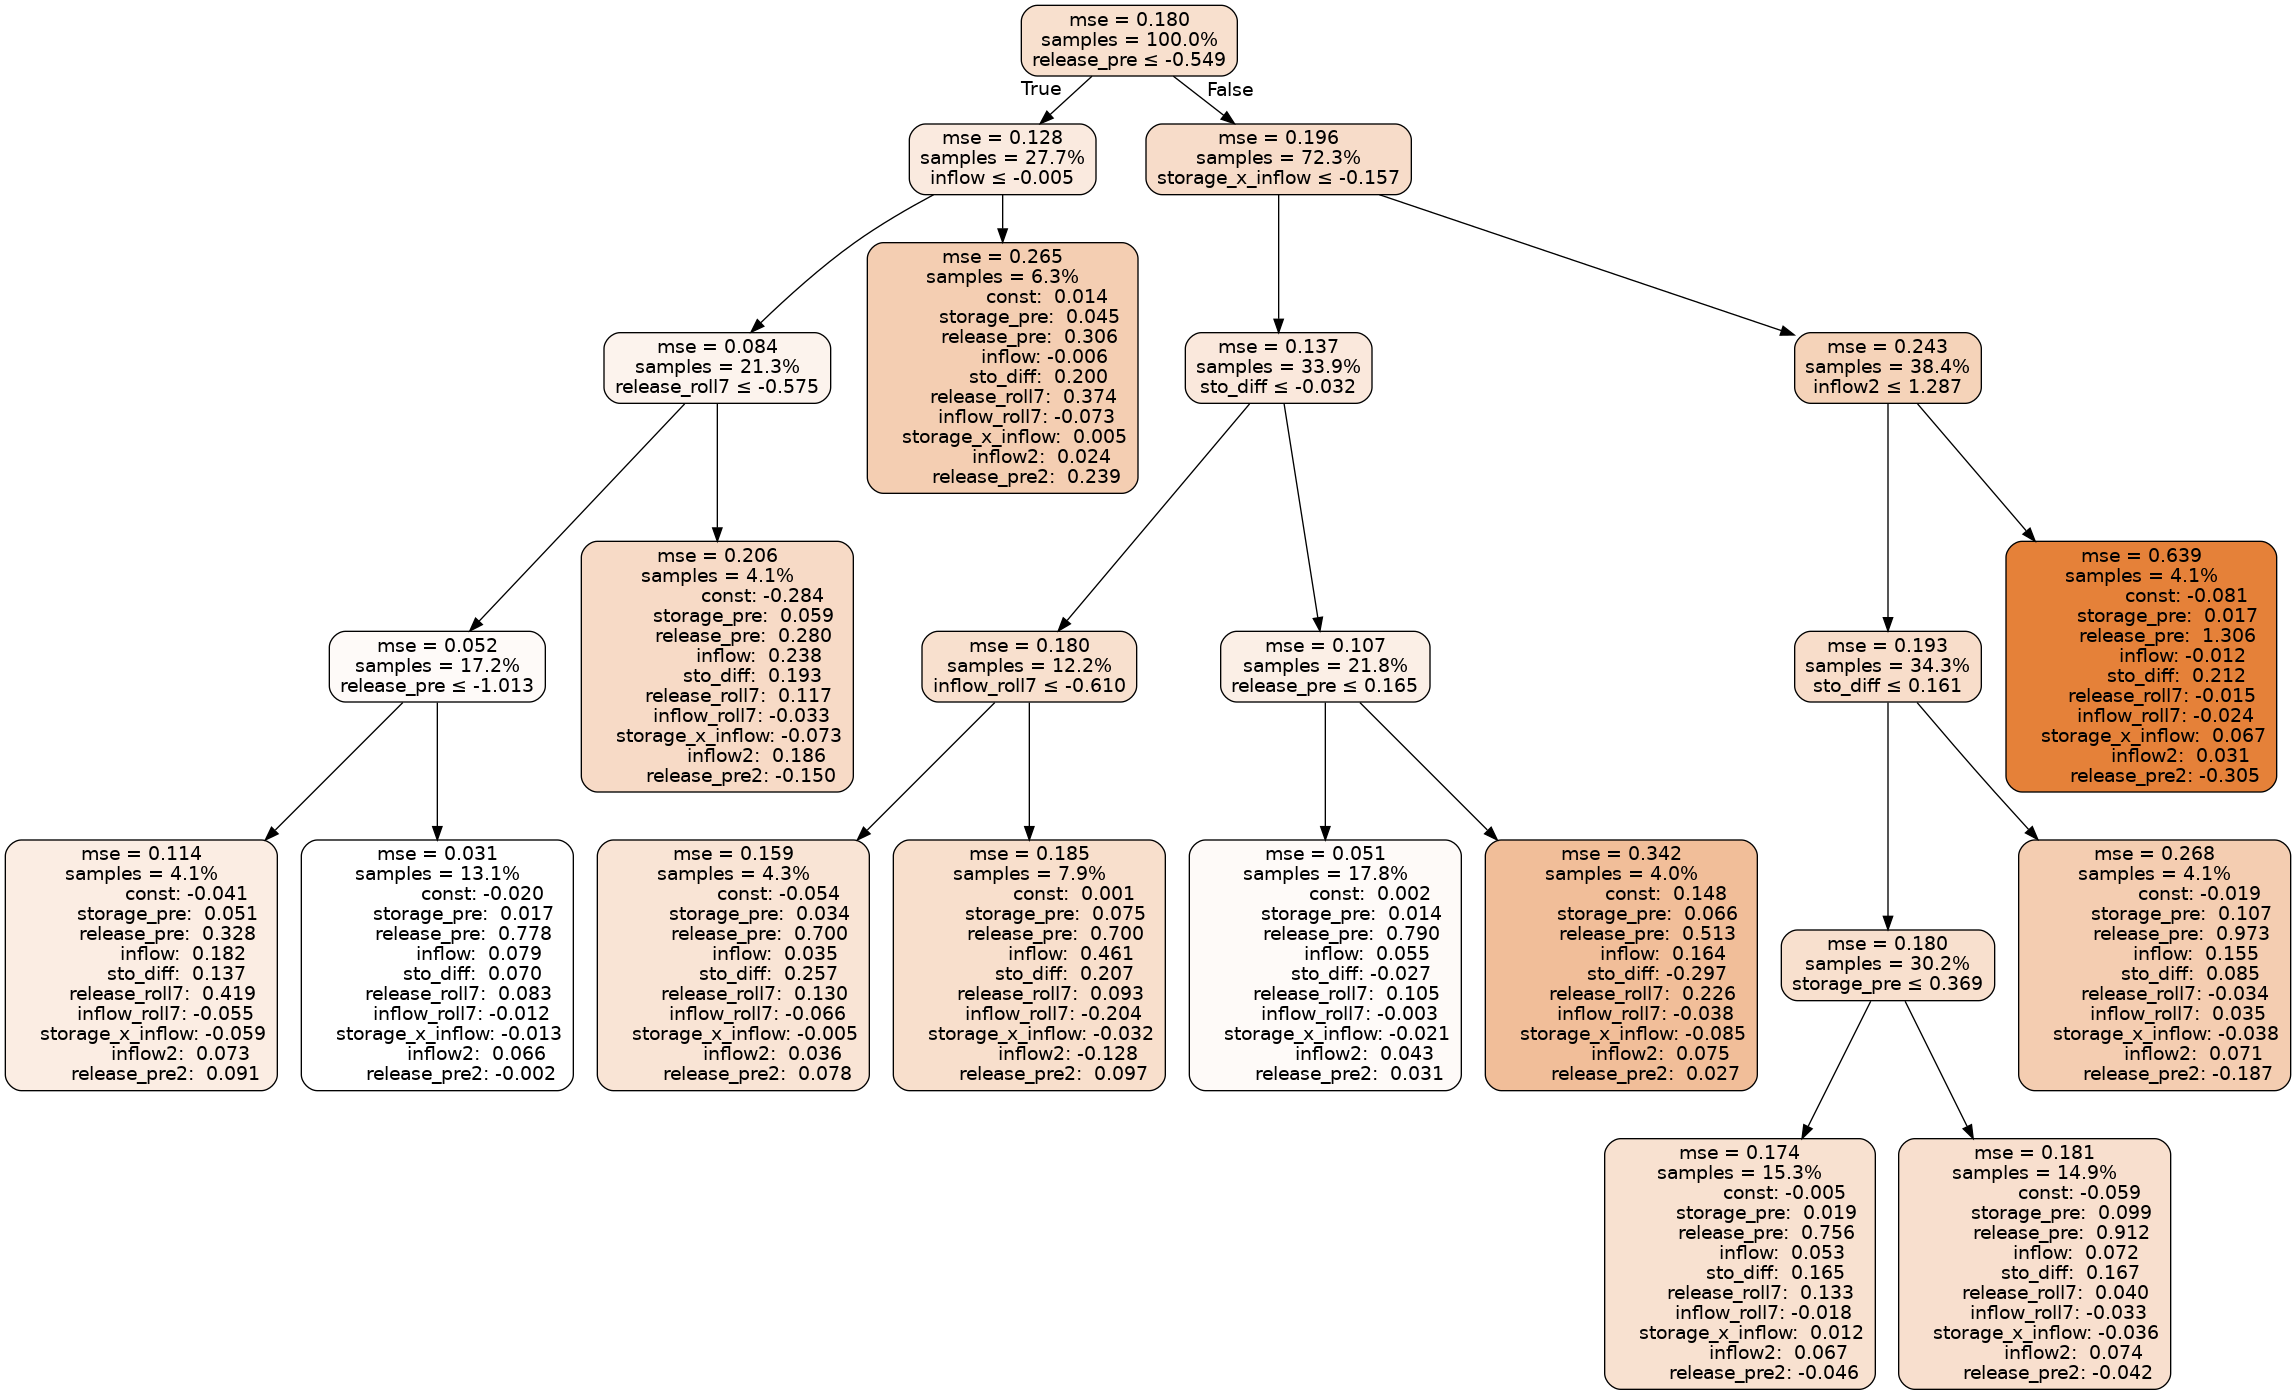 mse = 0.180
samples = 100.0%
release_pre ≤ -0.549
True
False
mse = 0.128
samples = 27.7%
inflow ≤ -0.005
mse = 0.196
samples = 72.3%
storage_x_inflow ≤ -0.157
mse = 0.265
samples = 6.3%
const: 0.014
storage_pre: 0.045
release_pre: 0.306
inflow: -0.006
sto_diff: 0.200
release_roll7: 0.374
inflow_roll7: -0.073
storage_x_inflow: 0.005
inflow2: 0.024
release_pre2: 0.239
mse = 0.084
samples = 21.3%
release_roll7 ≤ -0.575
mse = 0.137
samples = 33.9%
sto_diff ≤ -0.032
mse = 0.243
samples = 38.4%
inflow2 ≤ 1.287
mse = 0.206
samples = 4.1%
const: -0.284
storage_pre: 0.059
release_pre: 0.280
inflow: 0.238
sto_diff: 0.193
release_roll7: 0.117
inflow_roll7: -0.033
storage_x_inflow: -0.073
inflow2: 0.186
release_pre2: -0.150
mse = 0.639
samples = 4.1%
const: -0.081
storage_pre: 0.017
release_pre: 1.306
inflow: -0.012
sto_diff: 0.212
release_roll7: -0.015
inflow_roll7: -0.024
storage_x_inflow: 0.067
inflow2: 0.031
release_pre2: -0.305
mse = 0.052
samples = 17.2%
release_pre ≤ -1.013
mse = 0.180
samples = 12.2%
inflow_roll7 ≤ -0.610
mse = 0.107
samples = 21.8%
release_pre ≤ 0.165
mse = 0.193
samples = 34.3%
sto_diff ≤ 0.161
mse = 0.114
samples = 4.1%
const: -0.041
storage_pre: 0.051
release_pre: 0.328
inflow: 0.182
sto_diff: 0.137
release_roll7: 0.419
inflow_roll7: -0.055
storage_x_inflow: -0.059
inflow2: 0.073
release_pre2: 0.091
mse = 0.031
samples = 13.1%
const: -0.020
storage_pre: 0.017
release_pre: 0.778
inflow: 0.079
sto_diff: 0.070
release_roll7: 0.083
inflow_roll7: -0.012
storage_x_inflow: -0.013
inflow2: 0.066
release_pre2: -0.002
mse = 0.159
samples = 4.3%
const: -0.054
storage_pre: 0.034
release_pre: 0.700
inflow: 0.035
sto_diff: 0.257
release_roll7: 0.130
inflow_roll7: -0.066
storage_x_inflow: -0.005
inflow2: 0.036
release_pre2: 0.078
mse = 0.185
samples = 7.9%
const: 0.001
storage_pre: 0.075
release_pre: 0.700
inflow: 0.461
sto_diff: 0.207
release_roll7: 0.093
inflow_roll7: -0.204
storage_x_inflow: -0.032
inflow2: -0.128
release_pre2: 0.097
mse = 0.051
samples = 17.8%
const: 0.002
storage_pre: 0.014
release_pre: 0.790
inflow: 0.055
sto_diff: -0.027
release_roll7: 0.105
inflow_roll7: -0.003
storage_x_inflow: -0.021
inflow2: 0.043
release_pre2: 0.031
mse = 0.342
samples = 4.0%
const: 0.148
storage_pre: 0.066
release_pre: 0.513
inflow: 0.164
sto_diff: -0.297
release_roll7: 0.226
inflow_roll7: -0.038
storage_x_inflow: -0.085
inflow2: 0.075
release_pre2: 0.027
mse = 0.268
samples = 4.1%
const: -0.019
storage_pre: 0.107
release_pre: 0.973
inflow: 0.155
sto_diff: 0.085
release_roll7: -0.034
inflow_roll7: 0.035
storage_x_inflow: -0.038
inflow2: 0.071
release_pre2: -0.187
mse = 0.180
samples = 30.2%
storage_pre ≤ 0.369
mse = 0.174
samples = 15.3%
const: -0.005
storage_pre: 0.019
release_pre: 0.756
inflow: 0.053
sto_diff: 0.165
release_roll7: 0.133
inflow_roll7: -0.018
storage_x_inflow: 0.012
inflow2: 0.067
release_pre2: -0.046
mse = 0.181
samples = 14.9%
const: -0.059
storage_pre: 0.099
release_pre: 0.912
inflow: 0.072
sto_diff: 0.167
release_roll7: 0.040
inflow_roll7: -0.033
storage_x_inflow: -0.036
inflow2: 0.074
release_pre2: -0.042